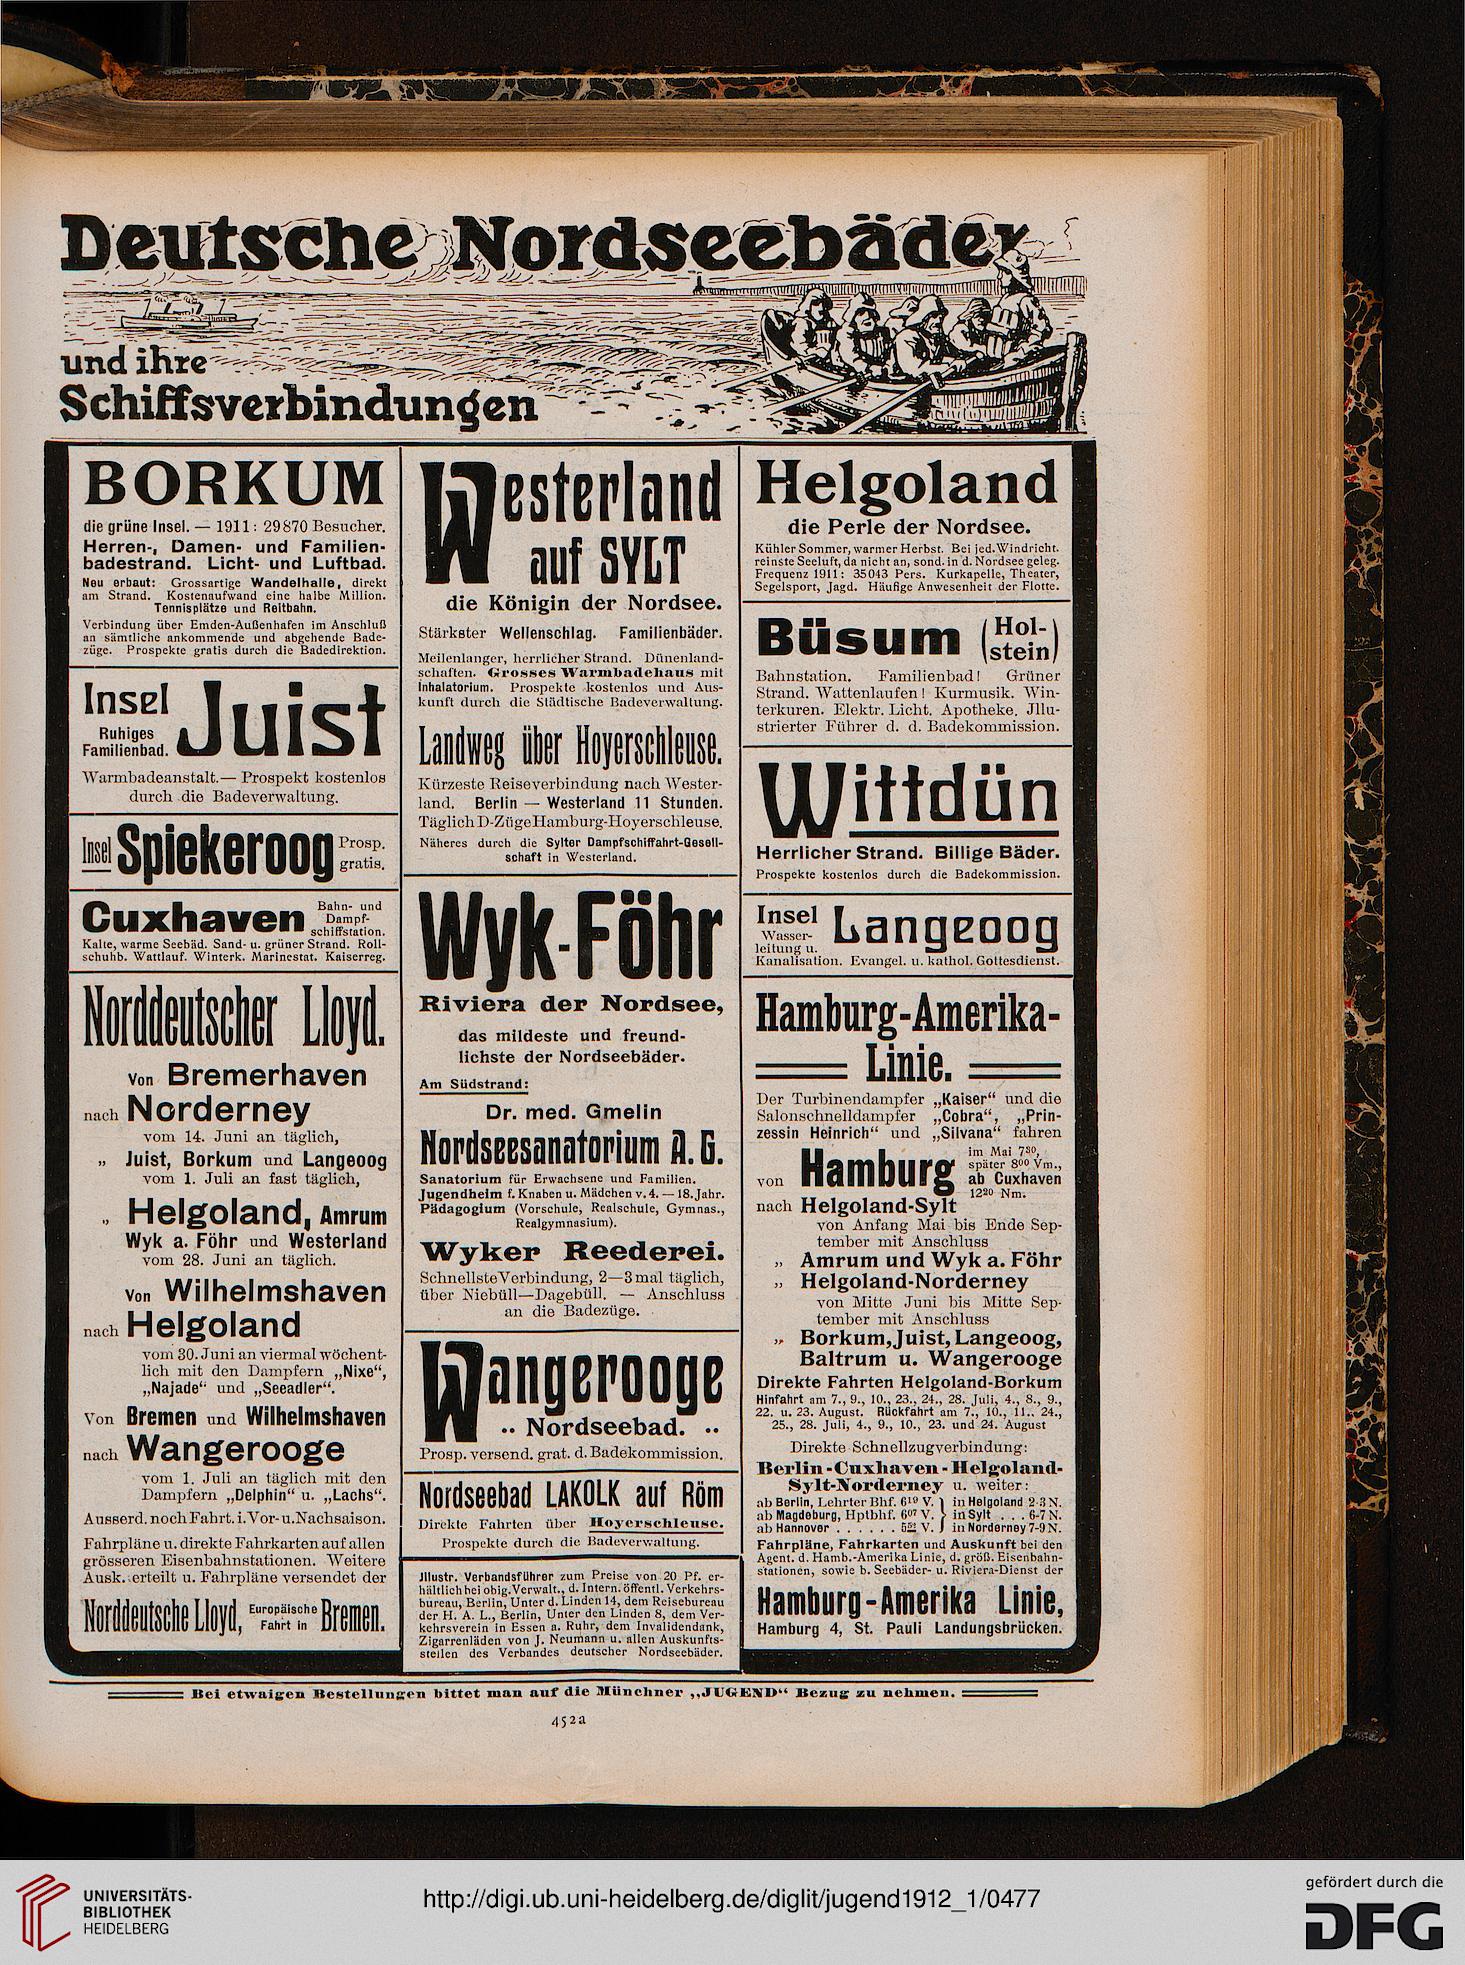 Deutsche Nordseebäder
und ihre
Schiffsverbindungen
BORKUM
die grüne Insel. — 1911: 29870 Besucher.
Herren-, Damen- und Familien-
badestrand. Licht- und Luftbad.
Neu erbaut: Grossartige Wandelhalle, direkt
am Strand. Kostenaufwand eine halbe Million.
Tennisplätze und Reitbahn.
Verbindung über Emden-Außenhafen im Anschluß
an sämtliche ankommende und abgehende Bade-
züge. Prospekte gratis durch die Badedirektion.
Insel Juist
Ruhiges
Familienbad.
Warmbadeanstalt.— Prospekt kostenlos
durch die Badeverwaltung.
Insel Spiekeroog Prosp.
gratis.
Cuxhaven Bahn- und
Dampf-
schiffstation.
Kalte, warme Seebäd. Sand- u. grüner Strand. Roll-
schuhb. Wattlauf. Winterk. Marinestat. Kaiserreg.
Norddeutscher Lloyd.
Von Bremerhaven
nach Norderney
vom 14. Juni an täglich,
„ Juist, Borkum und Langeoog
vom 1. Juli an fast täglich,
„ Helgoland, Amrum
Wyk a. Föhr und Westerland
vom 28. Juni an täglich.
Von Wilhelmshaven
nach Helgoland
vom 30. Juni an viermal wöchent-
lich mit den Dampfern „Nixe“,
„Najade“ und „Seeadler“.
Von Bremen und Wilhelmshaven
nach Wangerooge
vom 1. Juli an täglich mit den
Dampfern „Delphin“ u. „Lachs“.
Ausserd. noch Fahrt. i. Vor- u. Nachsaison.
Fahrpläne u. direkte Fahrkarten auf allen
grösseren Eisenbahnstationen. Weitere
Ausk. erteilt u. Fahrpläne versendet der
Norddeutsche Lloyd, Europäische
Fahrt in Bremen.
Westerland
auf SYLT
die Königin der Nordsee.
Stärkster Wellenschlag. Familienbäder.
Meilenlanger, herrlicher Strand. Dünenland-
schaften. Grosses Warmbadehaus mit
Inhalatorium. Prospekte kostenlos und Aus-
kunft durch die Städtische Badeverwaltung.
Landweg über Hoyerschleuse.
Kürzeste Reiseverbindung nach Wester-
land. Berlin — Westerland 11 Stunden.
Täglich D-Züge Hamburg-Hoyerschleuse.
Näheres durch die Sylter Dampfschiffahrt-Gesell-
schaft in Westerland.
Wyk-Föhr
Riviera der Nordsee,
das mildeste und freund-
lichste der Nordseebäder.
Am Südstrand:
Dr. med. Gmelin
Nordseesanatorium A. G.
Sanatorium für Erwachsene und Familien.
Jugendheim f. Knaben u. Mädchen v. 4. — 18. Jahr.
Pädagogium (Vorschule, Realschule, Gymnas.,
Realgymnasium).
Wyker Reederei.
Schnellste Verbindung, 2—3 mal täglich,
über Niebüll—Dagebüll. — Anschluss
an die Badezüge.
Wangerooge
.. Nordseebad. ..
Prosp. versend. grat. d. Badekommission.
Nordseebad LAKOLK auf Röm
Direkte Fahrten über Hoyerschleuse.
Prospekte durch die Badeverwaltung.
Jllustr. Verbandsführer zum Preise von 20 Pf. er-
hältlich bei obig. Verwalt., d. Intern. öffentl. Verkehrs-
bureau, Berlin, Unter d. Linden 14, dem Reisebureau
der H. A. L., Berlin, Unter den Linden 8, dem Ver-
kehrsverein in Essen a. Ruhr, dem Invalidendank,
Zigarrenläden von J. Neumann u. allen Auskunfts-
stellen des Verbandes deutscher Nordseebäder.
Helgoland
die Perle der Nordsee.
Kühler Sommer, warmer Herbst. Bei jed. Windricht.
reinste Seeluft, da nicht an, sond. in d. Nordsee geleg.
Frequenz 1911: 35043 Pers. Kurkapelle, Theater,
Segelsport, Jagd. Häufige Anwesenheit der Flotte.
Büsum (Hol-
stein)
Bahnstation. Familienbad! Grüner
Strand. Wattenlaufen! Kurmusik. Win-
terkuren. Elektr. Licht. Apotheke. Jllu-
strierter Führer d. d. Badekommission.
Wittdün
Herrlicher Strand. Billige Bäder.
Prospekte kostenlos durch die Badekommission.
Insel Langeoog
Wasser-
leitung u.
Kanalisation. Evangel. u. kathol. Gottesdienst.
Hamburg-Amerika-
Linie.
Der Turbinendampfer „Kaiser“ und die
Salonschnelldampfer „Cobra“, „Prin-
zessin Heinrich“ und „Silvana“ fahren
von Hamburg im Mai 7³⁰,
später 8⁰⁰ Vm.,
ab Cuxhaven
12²⁰ Nm.
nach Helgoland-Sylt
von Anfang Mai bis Ende Sep-
tember mit Anschluss
„ Amrum und Wyk a. Föhr
„ Helgoland-Norderney
von Mitte Juni bis Mitte Sep-
tember mit Anschluss
„ Borkum, Juist, Langeoog,
Baltrum u. Wangerooge
Direkte Fahrten Helgoland-Borkum
Hinfahrt am 7., 9., 10., 23., 24., 28. Juli, 4., 8., 9.,
22. u. 23. August. Rückfahrt am 7., 10., 11., 24.,
25., 28. Juli, 4., 9., 10., 23. und 24. August
Direkte Schnellzugverbindung:
Berlin-Cuxhaven-Helgoland-
Sylt-Norderney u. weiter:
ab Berlin, Lehrter Bhf. 6¹⁹ V. } in Helgoland 2-3 N.
ab Magdeburg, Hptbhf. 6⁰⁷ V. } in Sylt . . . 6-7 N.
ab Hannover . . . . . . V. } in Norderney 7-9 N.
Fahrpläne, Fahrkarten und Auskunft bei den
Agent. d. Hamb.-Amerika Linie, d. größ. Eisenbahn-
stationen, sowie b. Seebäder- u. Riviera-Dienst der
Hamburg-Amerika Linie,
Hamburg 4, St. Pauli Landungsbrücken.
Bei etwaigen Bestellungen bittet man auf die Münchner „JUGEND“ Bezug zu nehmen.
452a
UNIVERSITÄTS-
BIBLIOTHEK
HEIDELBERG
http://digi.ub.uni-heidelberg.de/diglit/jugend1912_1/0477
gefördert durch die
DFG